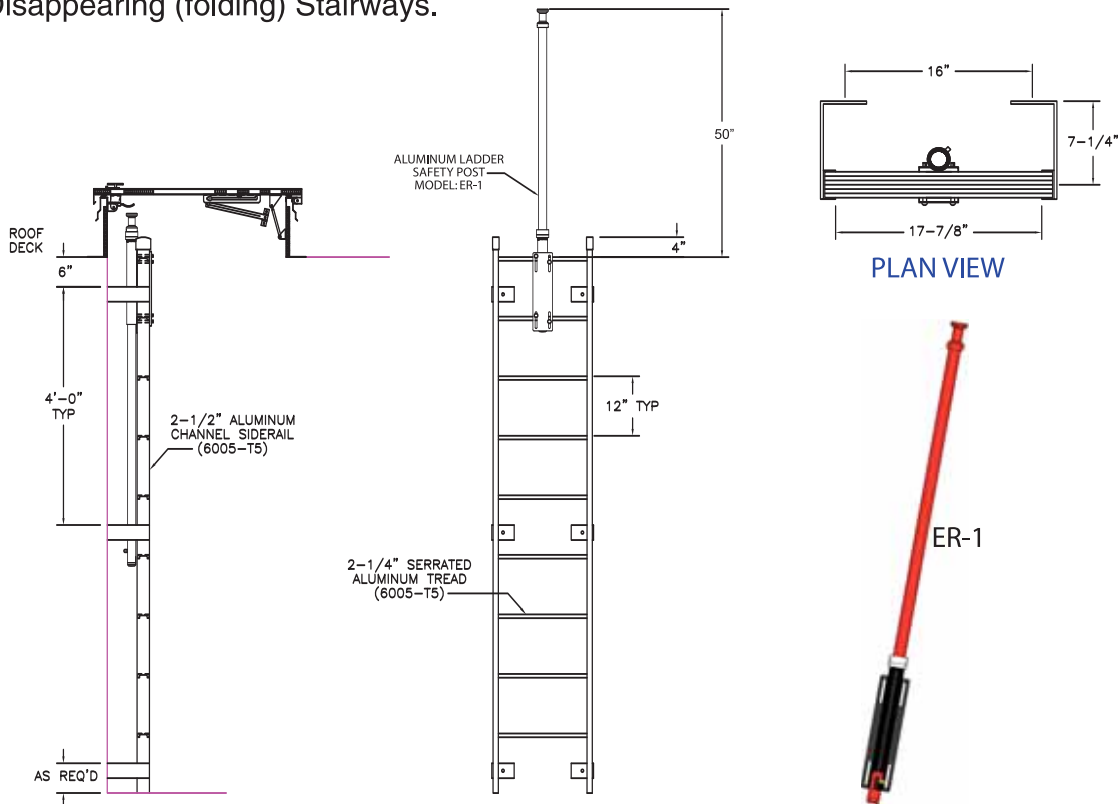 Disappearing (folding) Stairways.
ROOF
DECK
6"
4'-0"
TYP
2-1/2" ALUMINUM
CHANNEL SIDERAIL
(6005-T5)
AS REQ'D
ALUMINUM LADDER
SAFETY POST
MODEL: ER-1
50"
4"
12" TYP
2-1/4" SERRATED
ALUMINUM TREAD
(6005-T5)
16"
7-1/4"
17-7/8"
PLAN VIEW
ER-1